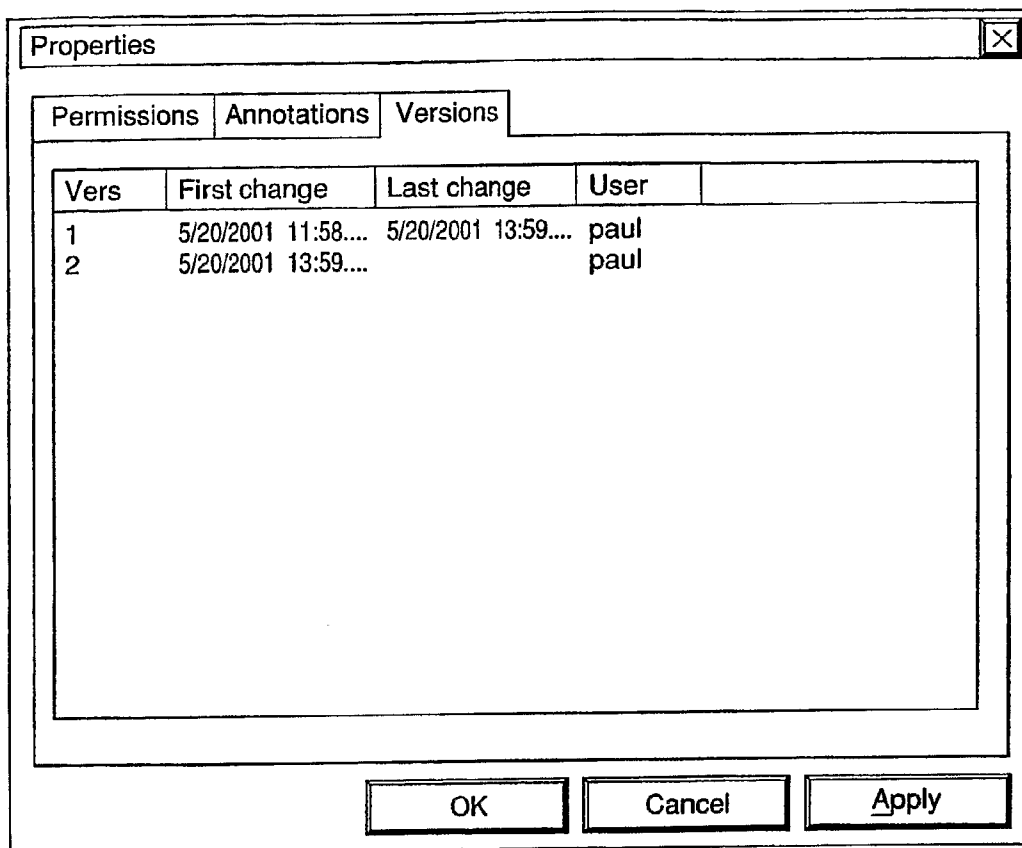 Properties
Permissions Annotations Versions
Vers First change Last change User
1 5/20/2001 11:58.... 5/20/2001 13:59.... paul
2 5/20/2001 13:59.... paul
OK Cancel Apply